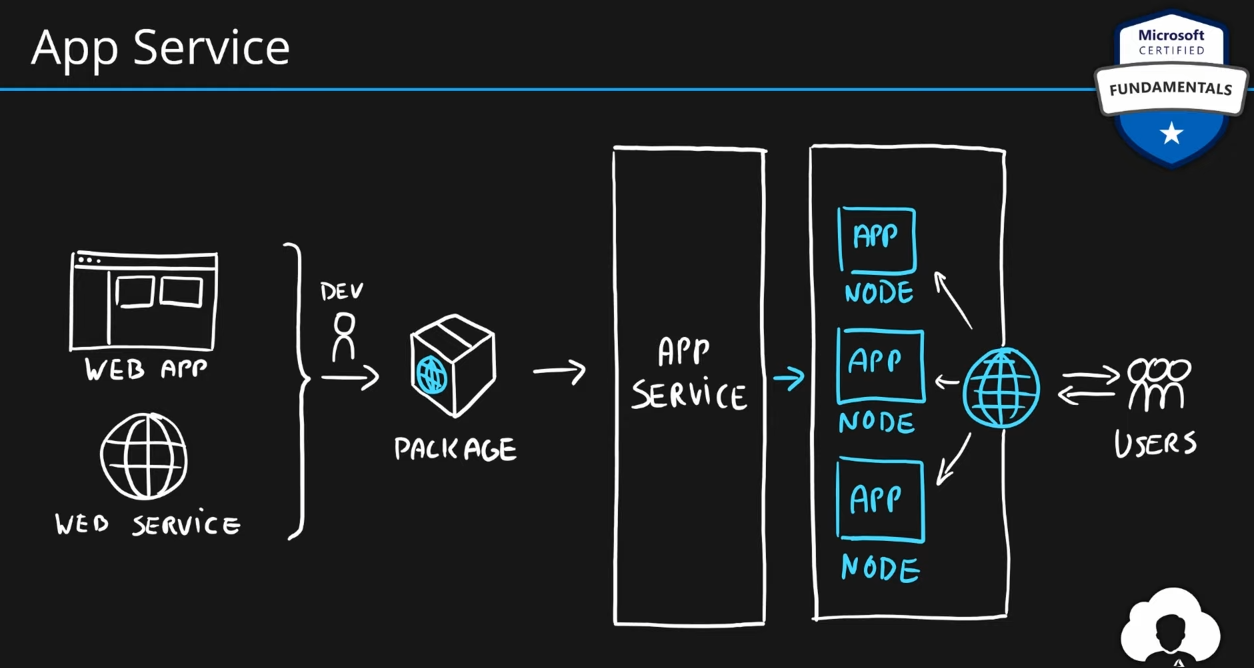 App Service
Microsoft
CERTIFIED
FUNDAMENTALS
WEB APP
WEB SERVICE
DEV
PACKAGE
APP
SERVICE
APP
NODE
APP
NODE
APP
NODE
USERS